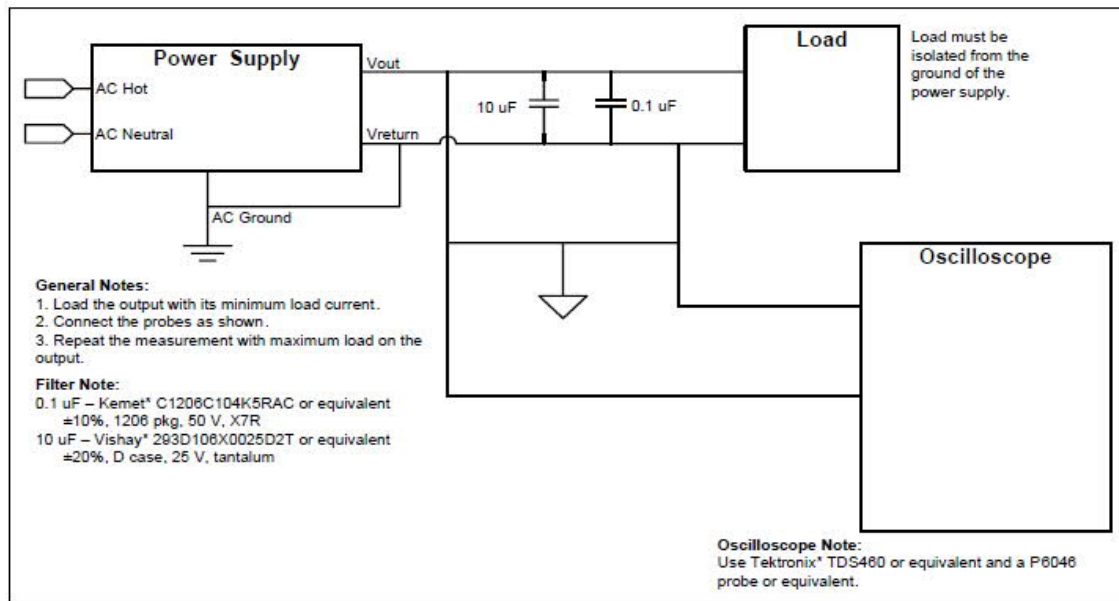 Power Supply
AC Hot
AC Neutral
Vout
Vreturn
AC Ground
10 uF
0.1 uF
Load
Load must be
isolated from the
ground of the
power supply.
Oscilloscope
General Notes:
1. Load the output with its minimum load current.
2. Connect the probes as shown.
3. Repeat the measurement with maximum load on the
output.
Filter Note:
0.1 uF – Kemet* C1206C104K5RAC or equivalent
±10%, 1206 pkg, 50 V, X7R
10 uF – Vishay* 293D106X0025D2T or equivalent
±20%, D case, 25 V, tantalum
Oscilloscope Note:
Use Tektronix* TDS460 or equivalent and a P6046
probe or equivalent.